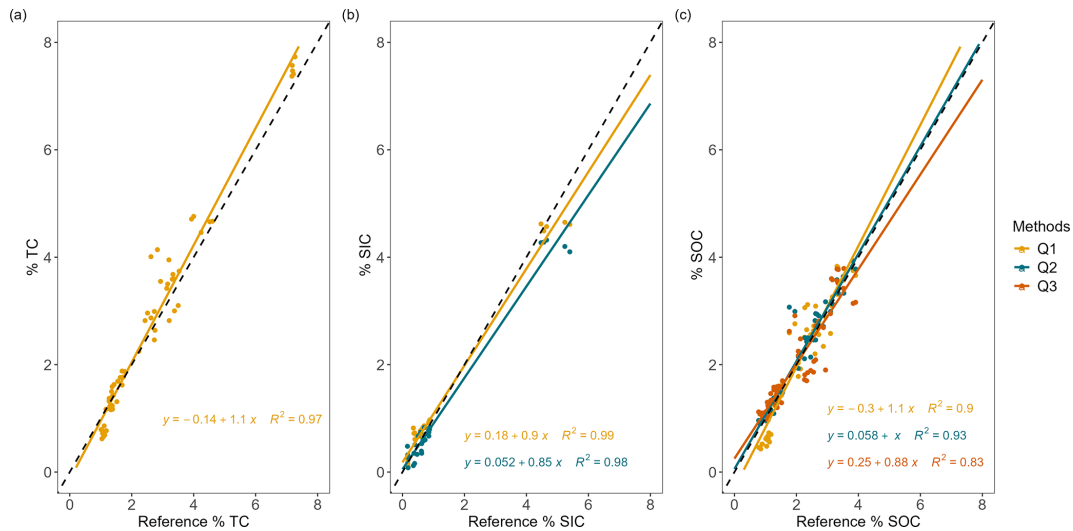 (a)
8
6
4
2
0
% TC
0 2 4 6 8
Reference % TC
y = − 0.14 + 1.1 x R² = 0.97
(b)
8
6
4
2
0
% SIC
0 2 4 6 8
Reference % SIC
y = 0.18 + 0.9 x R² = 0.99
y = 0.052 + 0.85 x R² = 0.98
(c)
8
6
4
2
0
% SOC
0 2 4 6 8
Reference % SOC
y = − 0.3 + 1.1 x R² = 0.9
y = 0.058 + x R² = 0.93
y = 0.25 + 0.88 x R² = 0.83
Methods
Q1
Q2
Q3